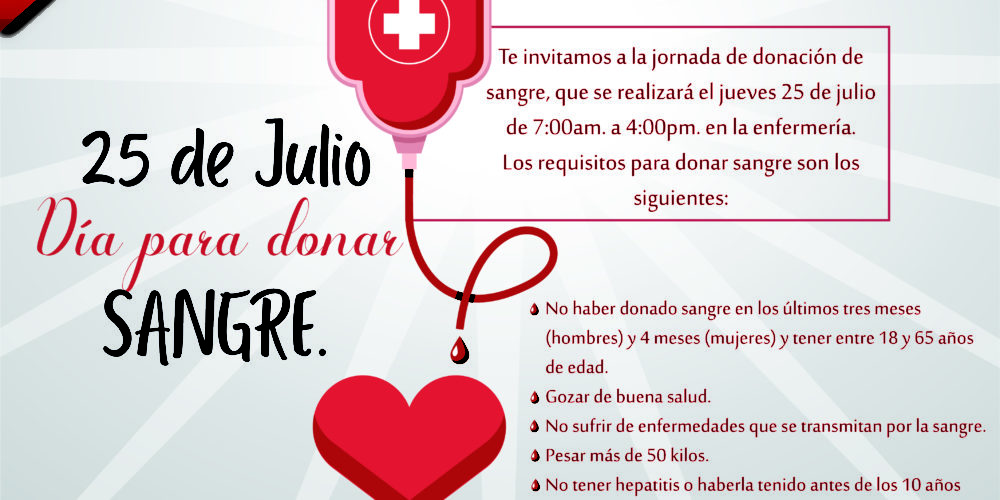 25 de Julio
Día para donar
SANGRE.
Te invitamos a la jornada de donación de
sangre, que se realizará el jueves 25 de julio
de 7:00am. a 4:00pm. en la enfermería.
Los requisitos para donar sangre son los
siguientes:
No haber donado sangre en los últimos tres meses
(hombres) y 4 meses (mujeres) y tener entre 18 y 65 años
de edad.
Gozar de buena salud.
No sufrir de enfermedades que se transmitan por la sangre.
Pesar más de 50 kilos.
No tener hepatitis o haberla tenido antes de los 10 años